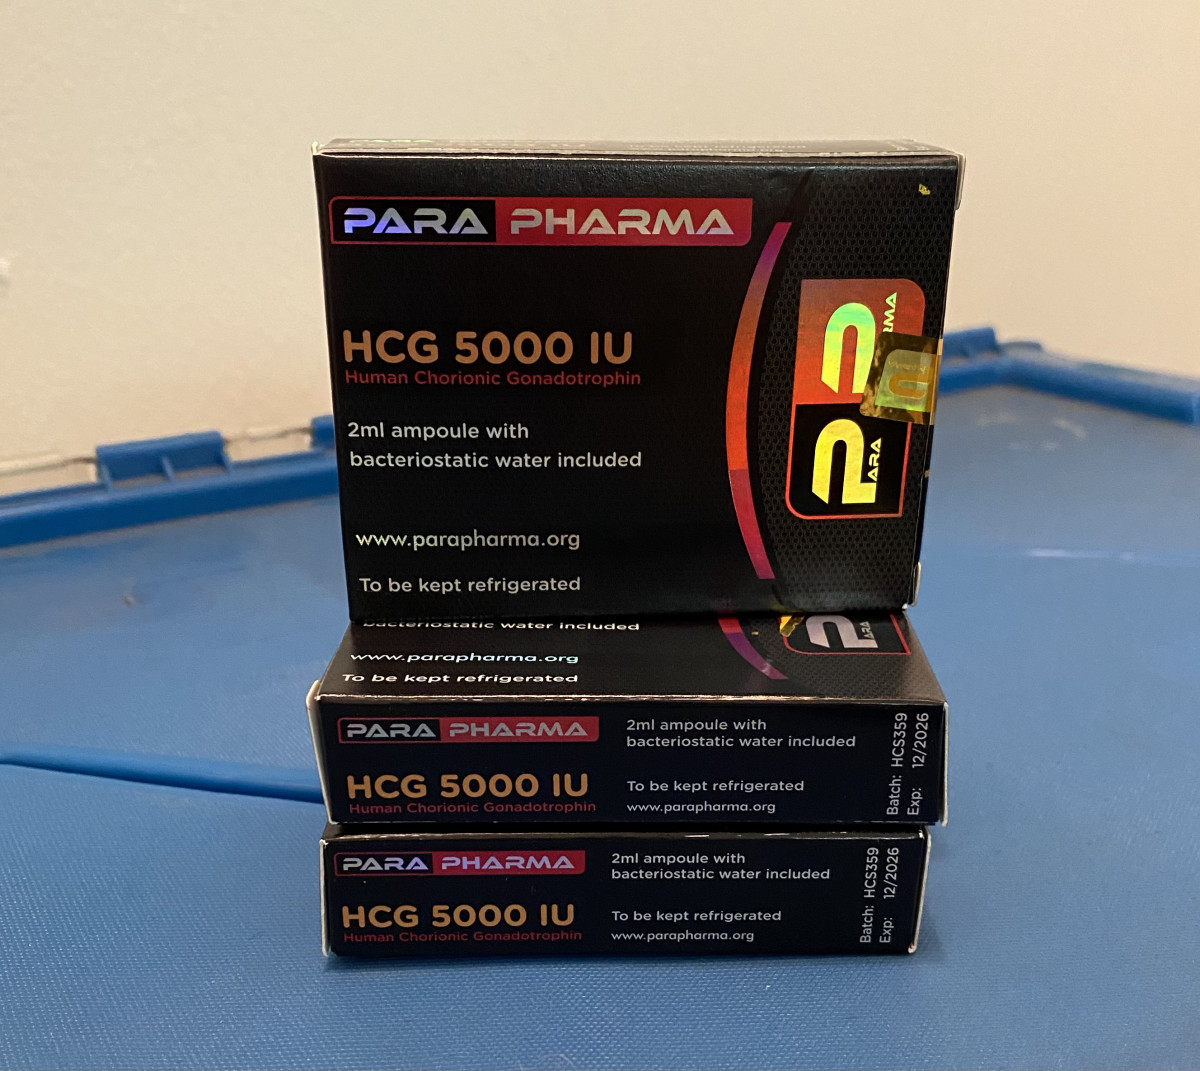 PARA PHARMA
HCG 5000 IU
Human Chorionic Gonadotrophin
2ml ampoule with
bacteriostatic water included
www.parapharma.org
To be kept refrigerated
P PARA
bacteriostatic water included
www.parapharma.org
To be kept refrigerated
PARA
PARA PHARMA
HCG 5000 IU
Human Chorionic Gonadotrophin
2ml ampoule with
bacteriostatic water included
To be kept refrigerated
www.parapharma.org
Batch: HCS359
Exp: 12/2026
PARA PHARMA
HCG 5000 IU
Human Chorionic Gonadotrophin
2ml ampoule with
bacteriostatic water included
To be kept refrigerated
www.parapharma.org
Batch: HCS359
Exp: 12/2026